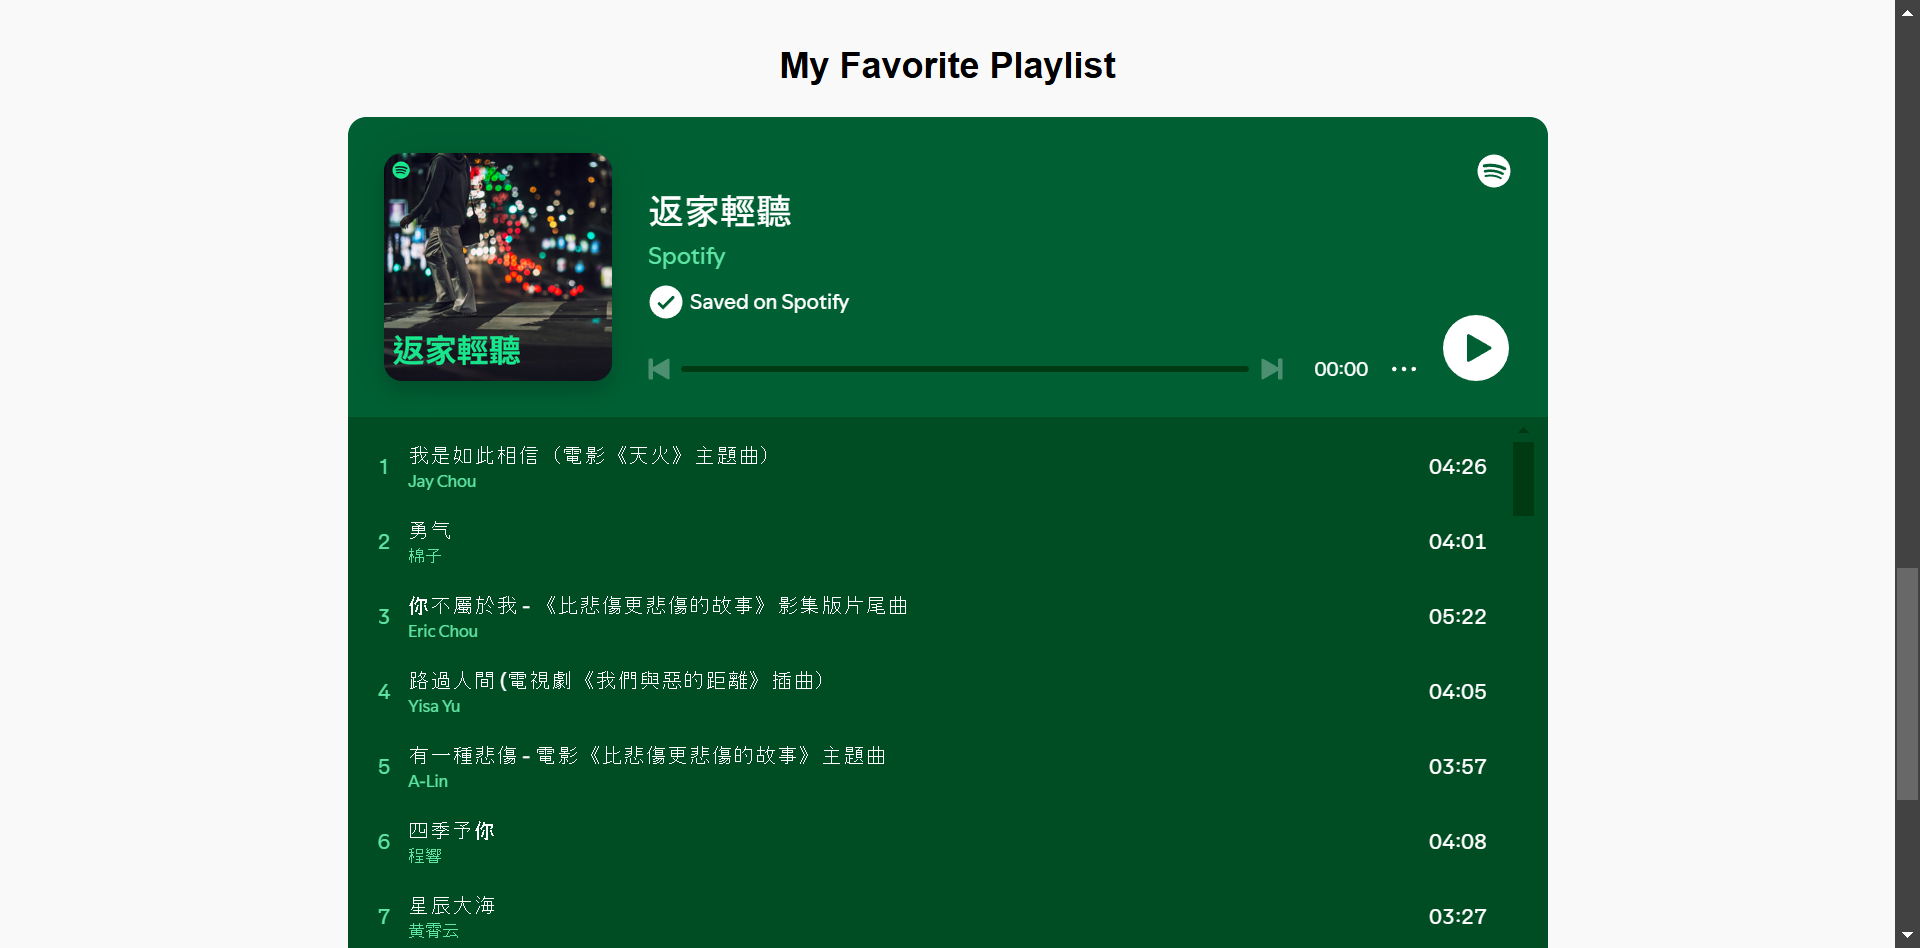 My Favorite Playlist
返家輕聽
返家輕聽
Spotify
Saved on Spotify
00:00
1
我是如此相信（電影《天火》主題曲）
Jay Chou
04:26
2
勇气
棉子
04:01
3
你不屬於我 - 《比悲傷更悲傷的故事》影集版片尾曲
Eric Chou
05:22
4
路過人間 (電視劇《我們與惡的距離》插曲）
Yisa Yu
04:05
5
有一種悲傷 - 電影《比悲傷更悲傷的故事》主題曲
A-Lin
03:57
6
四季予你
程響
04:08
7
星辰大海
黄霄云
03:27